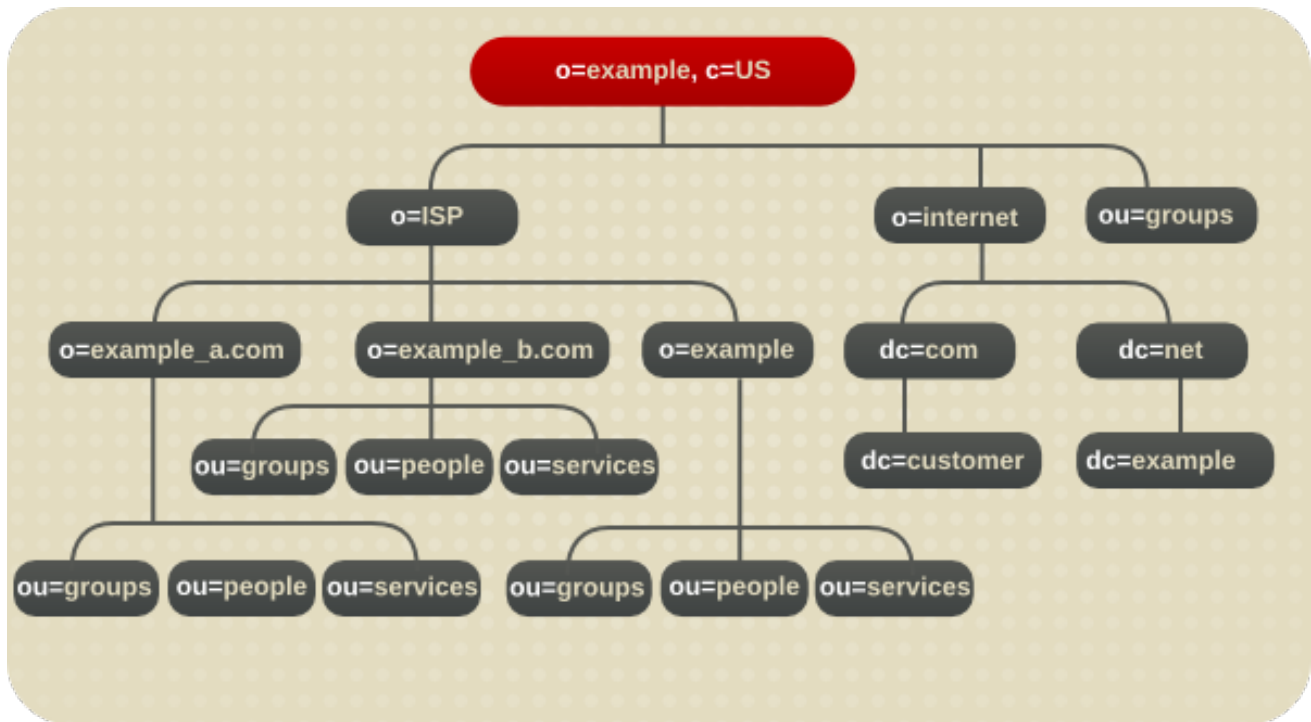 o=example, c=US
o=ISP
o=internet
ou=groups
o=example_a.com
o=example_b.com
o=example
dc=com
dc=net
ou=groups
ou=people
ou=services
dc=customer
dc=example
ou=groups
ou=people
ou=services
ou=groups
ou=people
ou=services